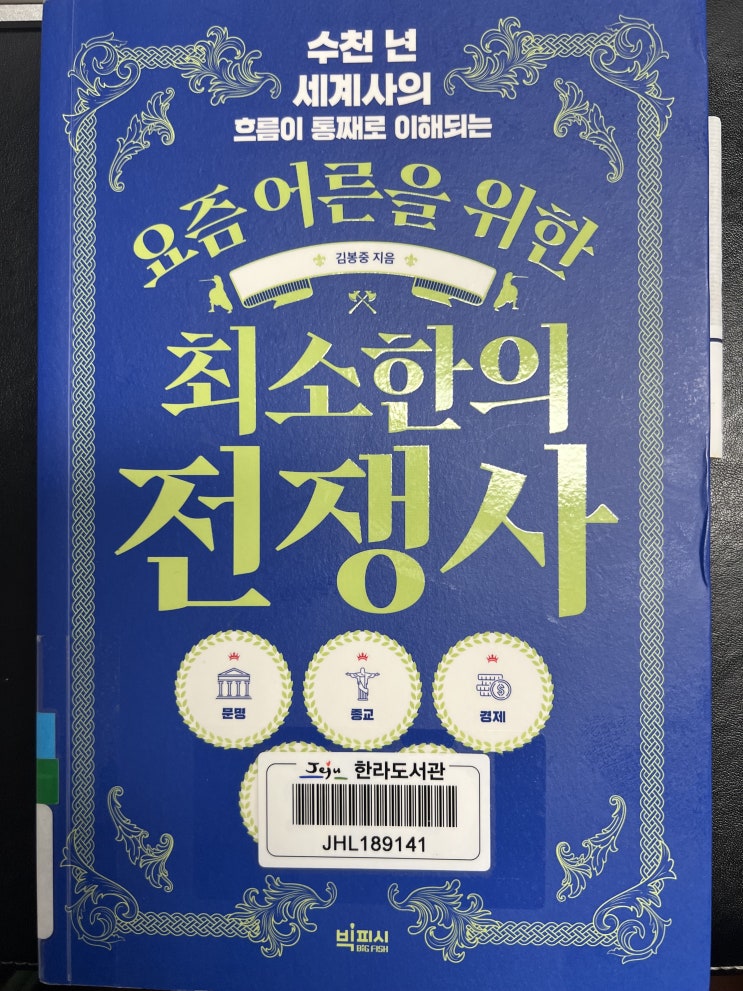 수천 년
세계사의
흐름이 통째로 이해되는
요즘 어른을 위한
김봉중 지음
최소한의
전쟁사
문명
종교
경제
Jeju 한라도서관
JHL189141
빅피시
BIG FISH